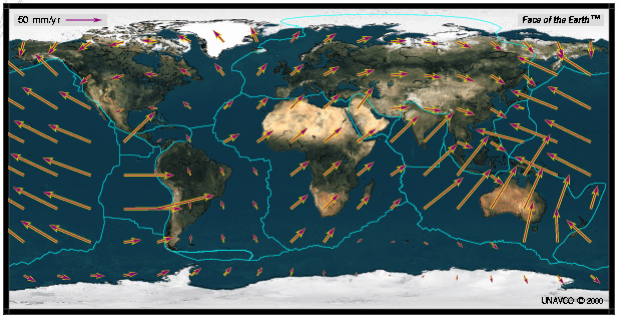 50 mm/yr
Face of the Earth™
UNAVCO © 2000